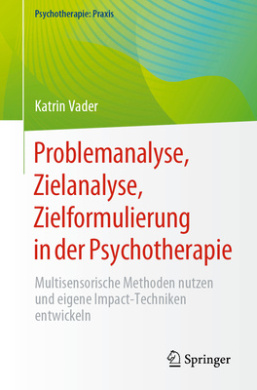 Psychotherapie: Praxis
Katrin Vader
Problemanalyse,
Zielanalyse,
Zielformulierung
in der Psychotherapie
Multisensorische Methoden nutzen
und eigene Impact-Techniken
entwickeln
Springer